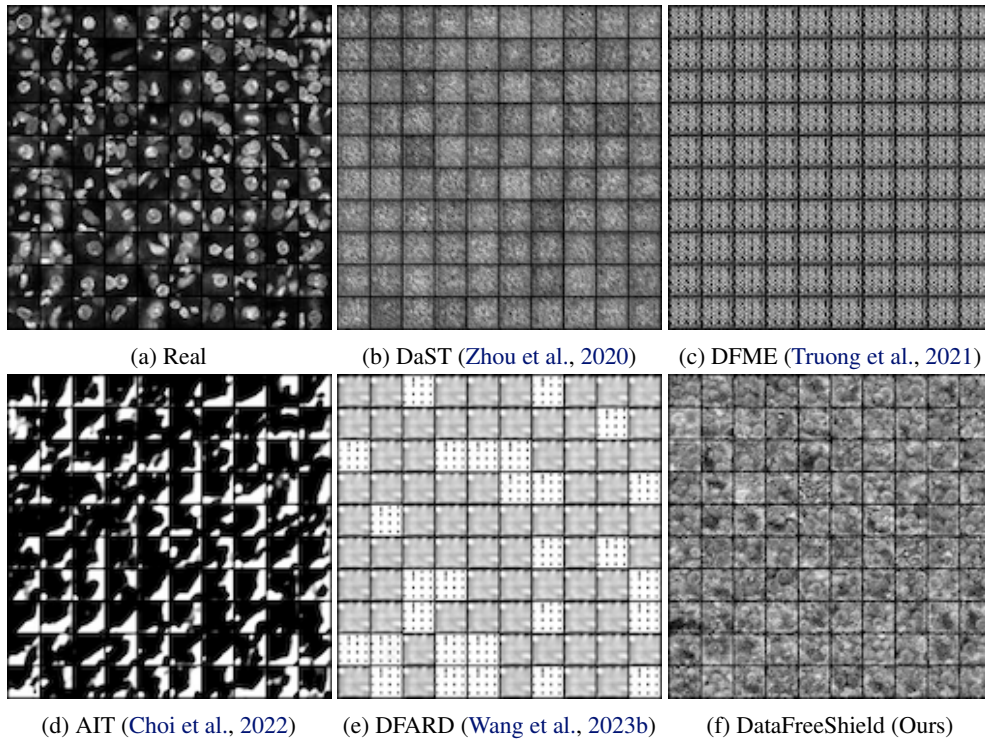 (a) Real
(b) DaST (Zhou et al., 2020)
(c) DFME (Truong et al., 2021)
(d) AIT (Choi et al., 2022)
(e) DFARD (Wang et al., 2023b)
(f) DataFreeShield (Ours)